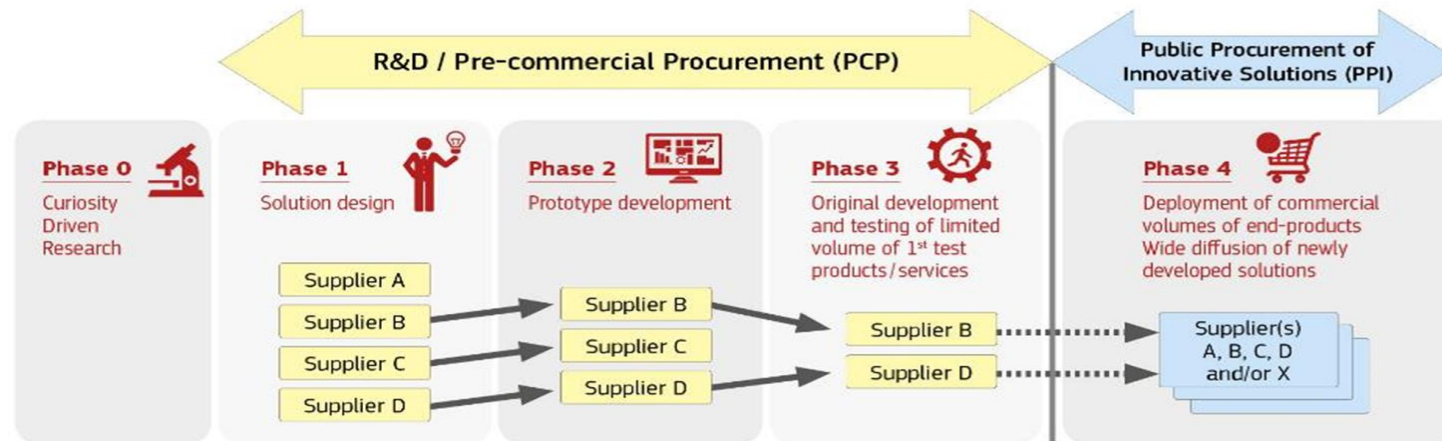 R&D / Pre-commercial Procurement (PCP)
Public Procurement of
Innovative Solutions (PPI)
Phase 0
Curiosity
Driven
Research
Phase 1
Solution design
Supplier A
Supplier B
Supplier C
Supplier D
Phase 2
Prototype development
Supplier B
Supplier C
Supplier D
Phase 3
Original development
and testing of limited
volume of 1st test
products/services
Supplier B
Supplier D
Phase 4
Deployment of commercial
volumes of end-products
Wide diffusion of newly
developed solutions
Supplier(s)
A, B, C, D
and/or X